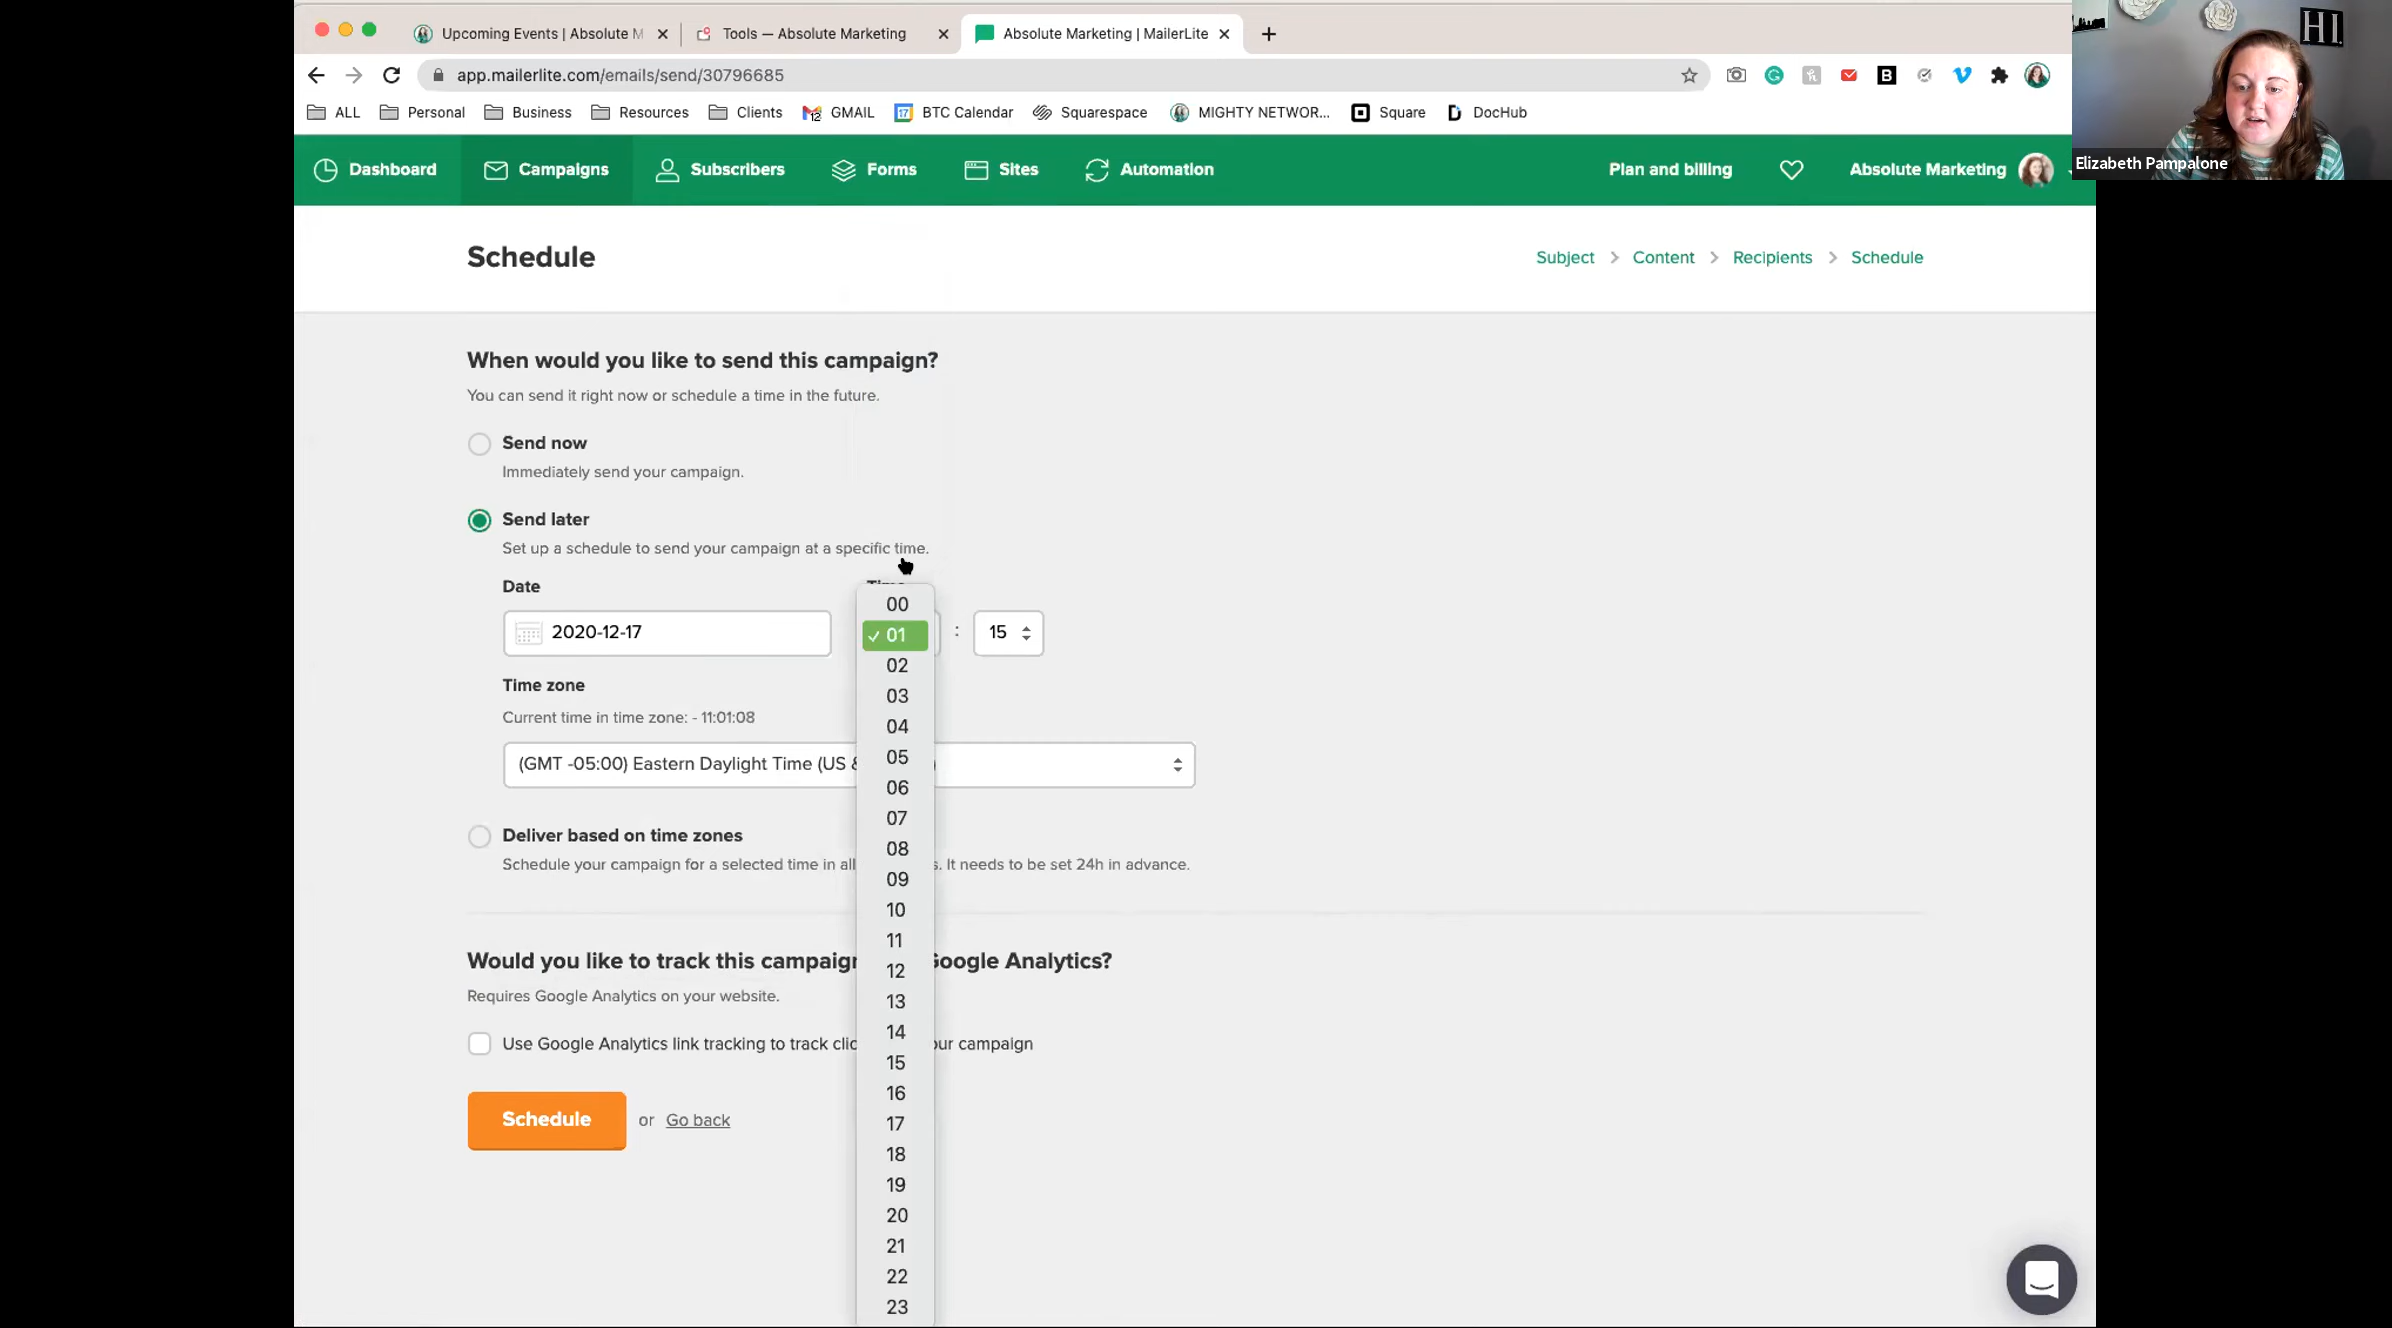 Upcoming Events | Absolute M
Tools — Absolute Marketing
Absolute Marketing | MailerLite
app.mailerlite.com/emails/send/30796685
ALL Personal Business Resources Clients GMAIL BTC Calendar Squarespace MIGHTY NETWOR... Square DocHub
12
17
B
HI.
Elizabeth Pampalone
Dashboard Campaigns Subscribers Forms Sites Automation Plan and billing Absolute Marketing
Schedule
Subject > Content > Recipients > Schedule
When would you like to send this campaign?
You can send it right now or schedule a time in the future.
Send now
Immediately send your campaign.
Send later
Set up a schedule to send your campaign at a specific time.
Date Time
2020-12-17 : 15
Time zone
Current time in time zone: - 11:01:08
(GMT -05:00) Eastern Daylight Time (US & )
Deliver based on time zones
Schedule your campaign for a selected time in all s. It needs to be set 24h in advance.
Would you like to track this campaign Google Analytics?
Requires Google Analytics on your website.
Use Google Analytics link tracking to track clic our campaign
Schedule or Go back
00
✓ 01
02
03
04
05
06
07
08
09
10
11
12
13
14
15
16
17
18
19
20
21
22
23